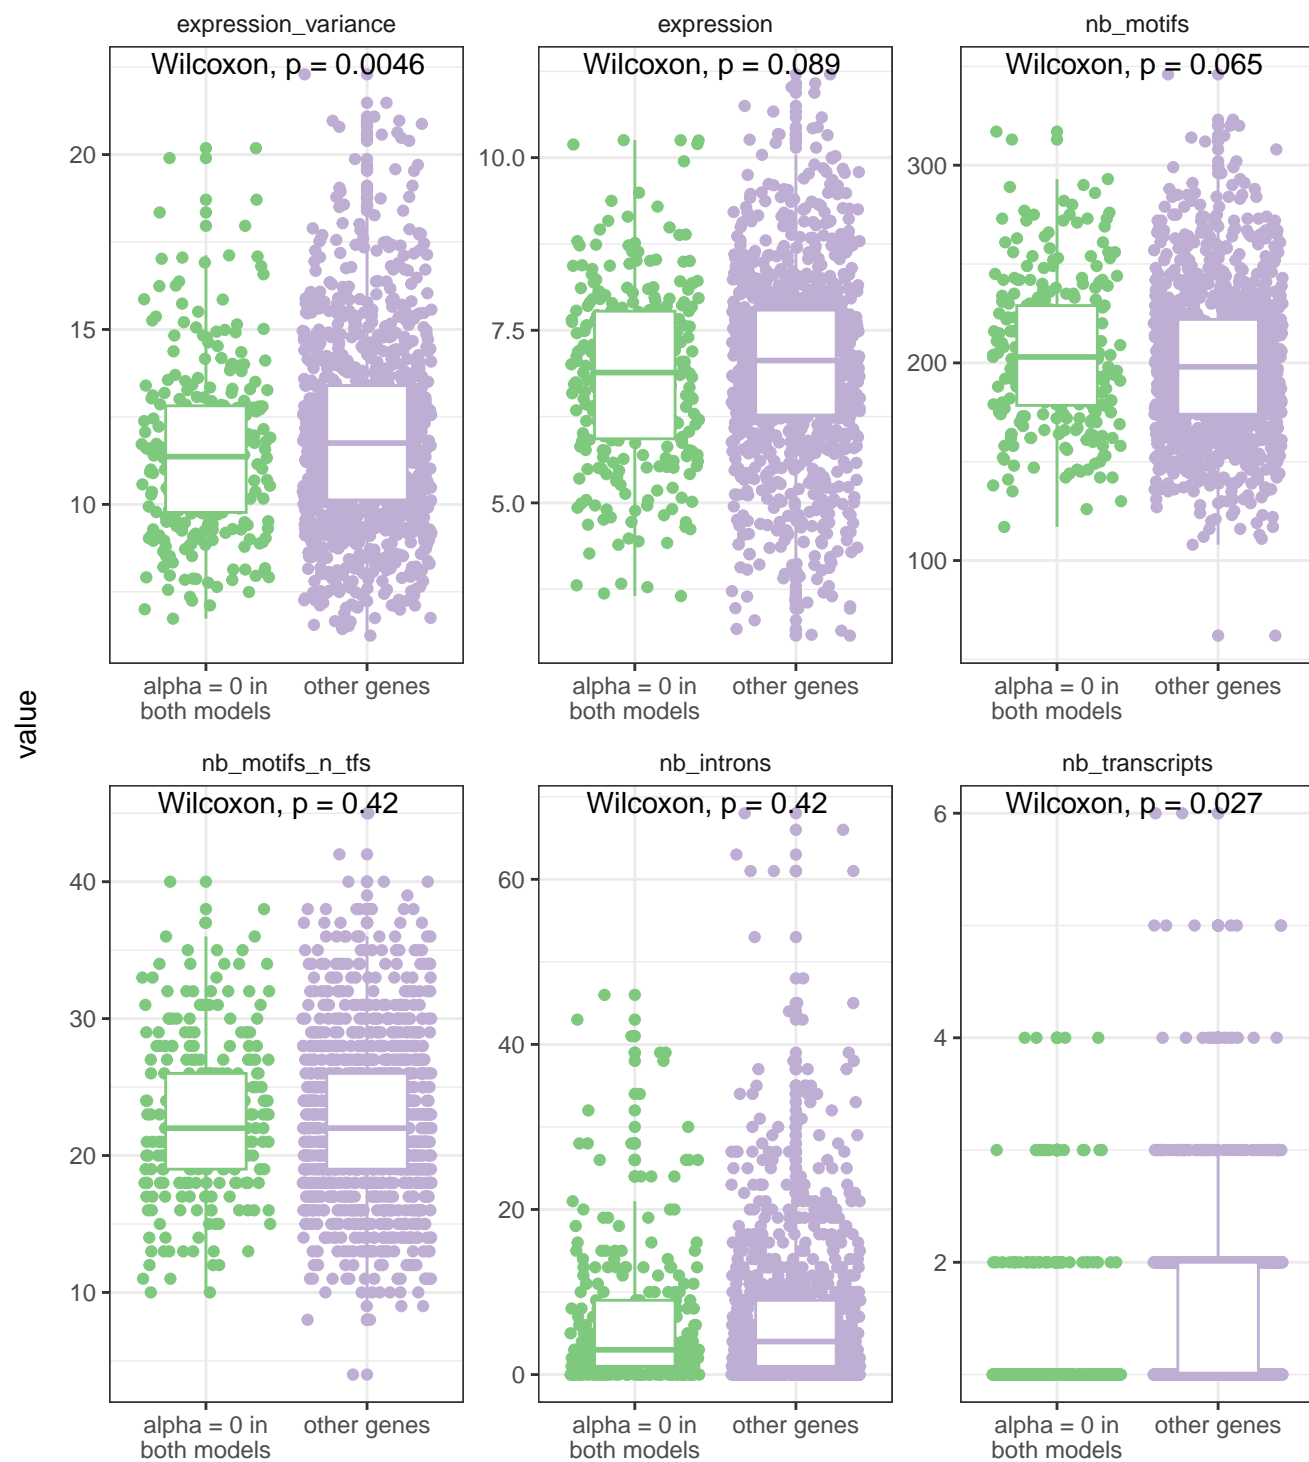 expression_variance
expression
nb_motifs
Wilcoxon, p = 0.0046
Wilcoxon, p = 0.089
Wilcoxon, p = 0.065
20
15
10
10.0
7.5
5.0
300
200
100
alpha = 0 in
both models
other genes
alpha = 0 in
both models
other genes
alpha = 0 in
both models
other genes
value
nb_motifs_n_tfs
nb_introns
nb_transcripts
Wilcoxon, p = 0.42
Wilcoxon, p = 0.42
Wilcoxon, p = 0.027
40
30
20
10
60
40
20
0
6
4
2
alpha = 0 in
both models
other genes
alpha = 0 in
both models
other genes
alpha = 0 in
both models
other genes